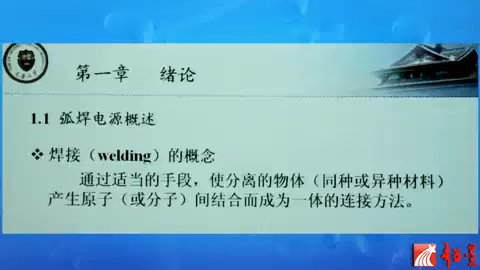 第一章 绪论
1.1 弧焊电源概述
❖ 焊接（welding）的概念
通过适当的手段，使分离的物体（同种或异种材料）
产生原子（或分子）间结合而成为一体的连接方法。
超星